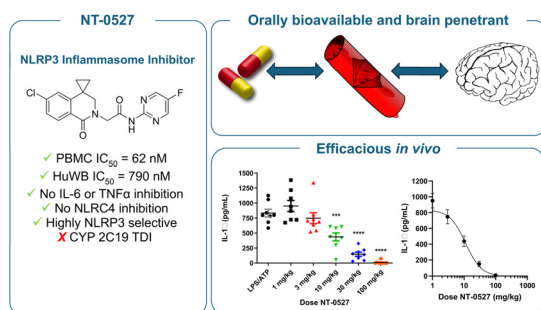 NT-0527
NLRP3 Inflammasome Inhibitor
Cl
N
O
O
N
H
N
N
F
✓ PBMC IC50 = 62 nM
✓ HuWB IC50 = 790 nM
✓ No IL-6 or TNFα inhibition
✓ No NLRC4 inhibition
✓ Highly NLRP3 selective
✗ CYP 2C19 TDI
Orally bioavailable and brain penetrant
Efficacious in vivo
IL-1□ (pg/mL)
1500
1250
1000
750
500
250
0
***
****
****
LPS/ATP
1 mg/kg
3 mg/kg
10 mg/kg
30 mg/kg
100 mg/kg
Dose NT-0527
IL-1□ (pg/mL)
1200
1000
800
600
400
200
0
1
10
100
Dose NT-0527 (mg/kg)